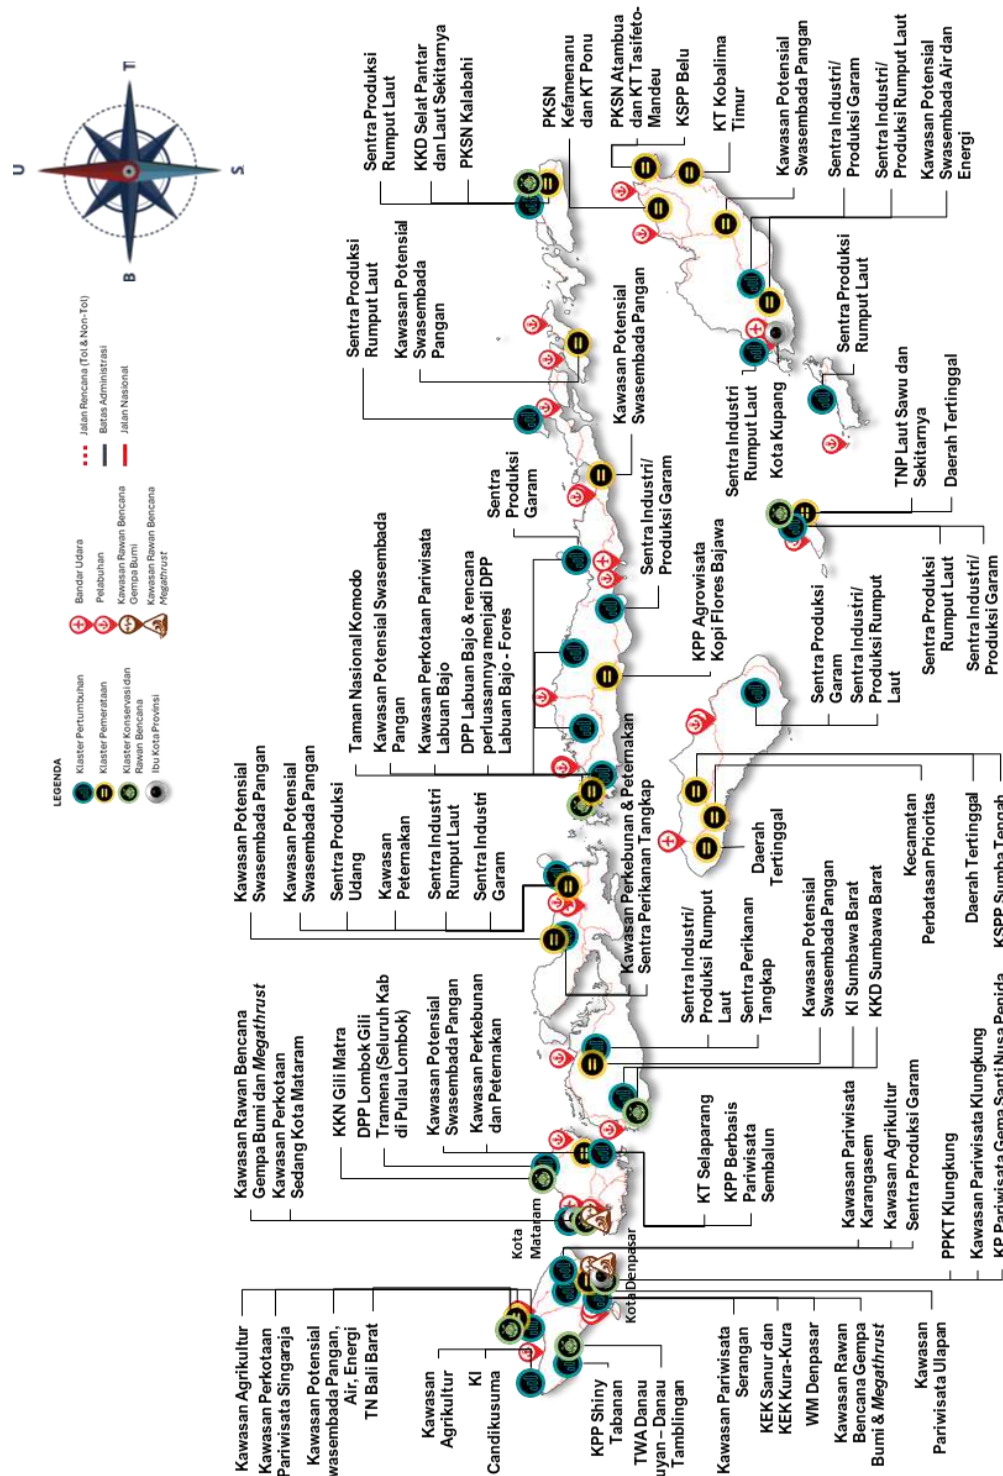 U
T
S
B
LEGENDA
Klaster Pertumbuhan
Klaster Pemerataan
Klaster Konservasi dan
Rawan Bencana
Ibu Kota Provinsi
Bandar Udara
Pelabuhan
Kawasan Rawan Bencana
Gempa Bumi
Kawasan Rawan Bencana
Megathrust
Jalan Rencana (Tol & Non-Tol)
Batas Administrasi
Jalan Nasional
Kawasan Agrikultur
Kawasan Perkotaan
Pariwisata Singaraja
Kawasan Potensial
wasembada Pangan,
Air, Energi
TN Bali Barat
Kawasan
Agrikultur
KI
Candikusuma
KPP Shiny
Tabanan
TWA Danau
uyan – Danau
Tamblingan
Kawasan Pariwisata
Serangan
KEK Sanur dan
KEK Kura-Kura
WM Denpasar
Kawasan Rawan
Bencana Gempa
Bumi & Megathrust
Kawasan
Pariwisata Ulapan
Kota Denpasar
PPKT Klungkung
Kawasan Pariwisata Klungkung
KP Pariwisata Gema Santi Nusa Penida
Kawasan Pariwisata
Karangasem
Kawasan Agrikultur
Sentra Produksi Garam
Kawasan Rawan Bencana
Gempa Bumi dan Megathrust
Kawasan Perkotaan
Sedang Kota Mataram
Kota
Mataram
KKN Gili Matra
DPP Lombok Gili
Tramena (Seluruh Kab
di Pulau Lombok)
Kawasan Potensial
Swasembada Pangan
Kawasan Perkebunan
dan Peternakan
KT Selaparang
KPP Berbasis
Pariwisata
Sembalun
Sentra Industri/
Produksi Rumput
Laut
Sentra Perikanan
Tangkap
Kawasan Potensial
Swasembada Pangan
KI Sumbawa Barat
KKD Sumbawa Barat
Kawasan Potensial
Swasembada Pangan
Kawasan Potensial
Swasembada Pangan
Sentra Produksi
Udang
Kawasan
Peternakan
Sentra Industri
Rumput Laut
Sentra Industri
Garam
Kawasan Perkebunan & Peternakan
Sentra Perikanan Tangkap
Taman Nasional Komodo
Kawasan Potensial Swasembada
Pangan
Kawasan Perkotaan Pariwisata
Labuan Bajo
DPP Labuan Bajo & rencana
perluasannya menjadi DPP
Labuan Bajo - Fores
Sentra
Produksi
Garam
Sentra Industri/
Produksi Garam
KPP Agrowisata
Kopi Flores Bajawa
Kawasan Potensial
Swasembada Pangan
Sentra Produksi
Rumput Laut
Kawasan Potensial
Swasembada
Pangan
Sentra Produksi
Rumput Laut
KKD Selat Pantar
dan Laut Sekitarnya
PKSN Kalabahi
PKSN
Kefamenanu
dan KT Ponu
PKSN Atambua
dan KT Tasifeto-
Mandeu
KSPP Belu
KT Kobalima
Timur
Kawasan Potensial
Swasembada Pangan
Sentra Industri/
Produksi Garam
Sentra Industri/
Produksi Rumput Laut
Kawasan Potensial
Swasembada Air dan
Energi
Sentra Industri
Rumput Laut
Kota Kupang
Sentra Produksi
Rumput Laut
TNP Laut Sawu dan
Sekitarnya
Daerah Tertinggal
Sentra Produksi
Rumput Laut
Sentra Industri/
Produksi Garam
Sentra Produksi
Garam
Sentra Industri/
Produksi Rumput
Laut
Daerah
Tertinggal
Kecamatan
Perbatasan Prioritas
Daerah Tertinggal
KSPP Sumba Tengah